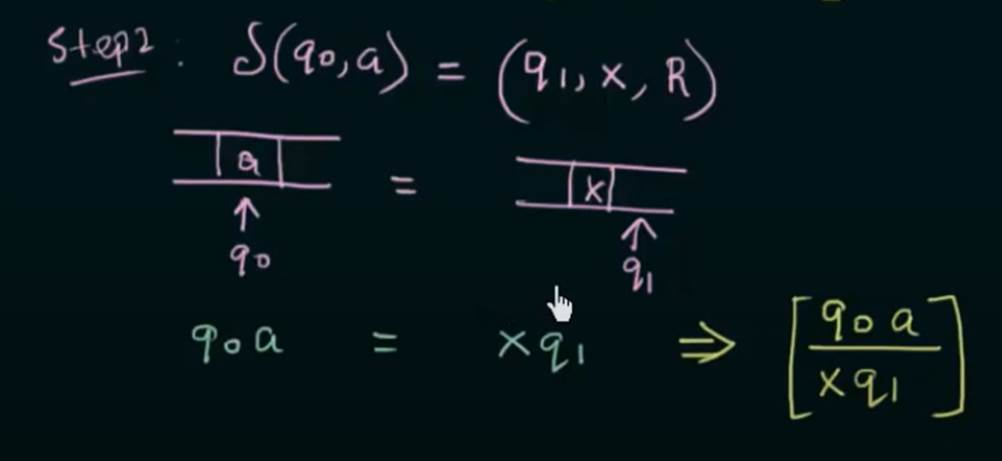 Step2: δ(q0, a) = (q1, x, R)
a = x
↑ ↑
q0 q1
q0 a = x q1 ⇒ [q0 a / x q1]